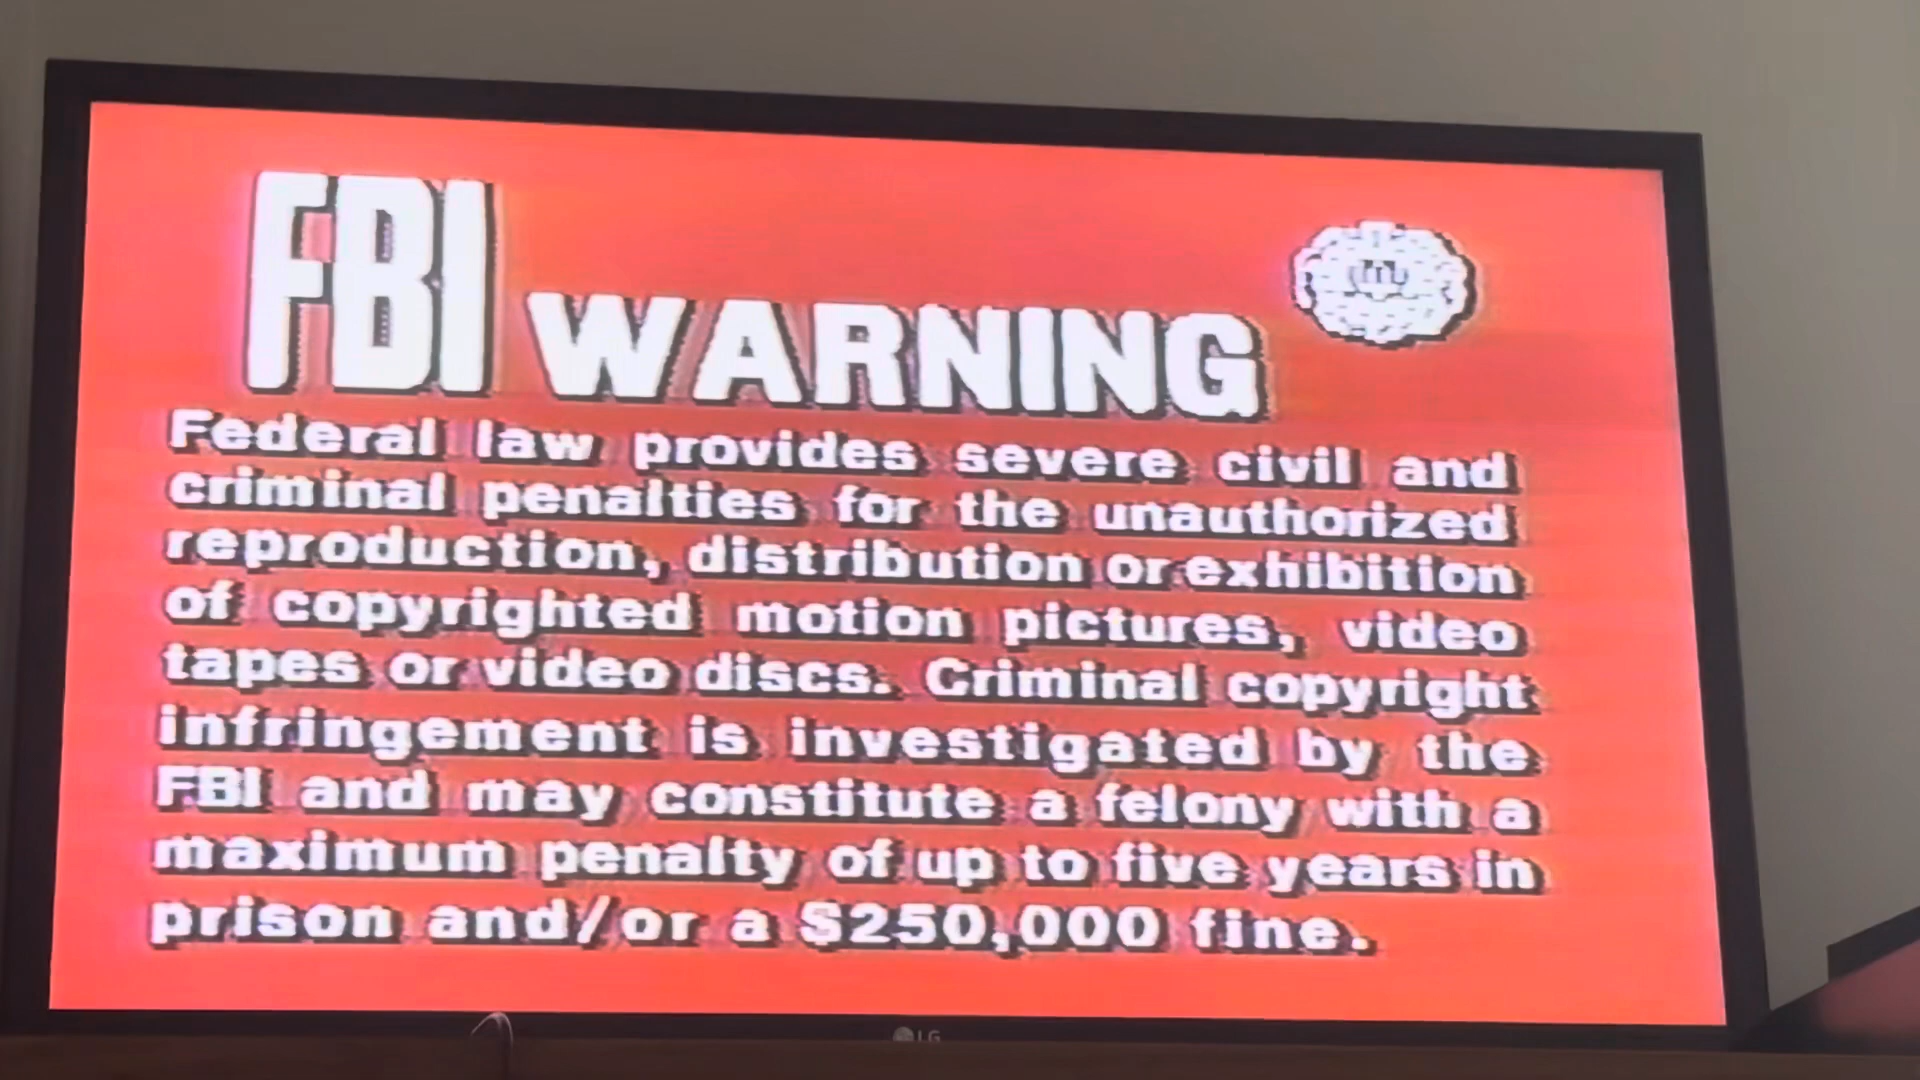 FBI WARNING
Federal law provides severe civil and
criminal penalties for the unauthorized
reproduction, distribution or exhibition
of copyrighted motion pictures, video
tapes or video discs. Criminal copyright
infringement is investigated by the
FBI and may constitute a felony with a
maximum penalty of up to five years in
prison and/or a $250,000 fine.
LG